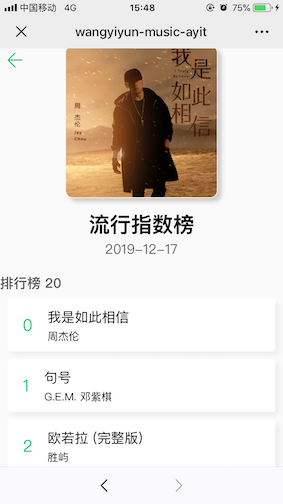 中国移动 4G 15:48 75%
wangyiyun-music-ayit
我是如此相信
周杰伦
Jay Chou
流行指数榜
2019-12-17
排行榜 20
0 我是如此相信
周杰伦
1 句号
G.E.M. 邓紫棋
2 欧若拉 (完整版)
胜屿